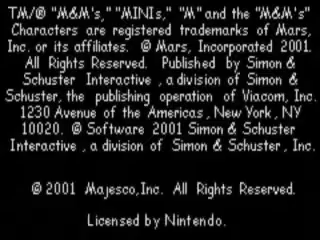 TM/® "M&M's," "MINIs," "M" and the "M&M's"
Characters are registered trademarks of Mars,
Inc. or its affiliates. © Mars, Incorporated 2001.
All Rights Reserved. Published by Simon &
Schuster Interactive , a division of Simon &
Schuster, the publishing operation of Viacom, Inc.
1230 Avenue of the Americas , New York , NY
10020. © Software 2001 Simon & Schuster
Interactive , a division of Simon & Schuster , Inc.
© 2001 Majesco, Inc. All Rights Reserved.
Licensed by Nintendo.